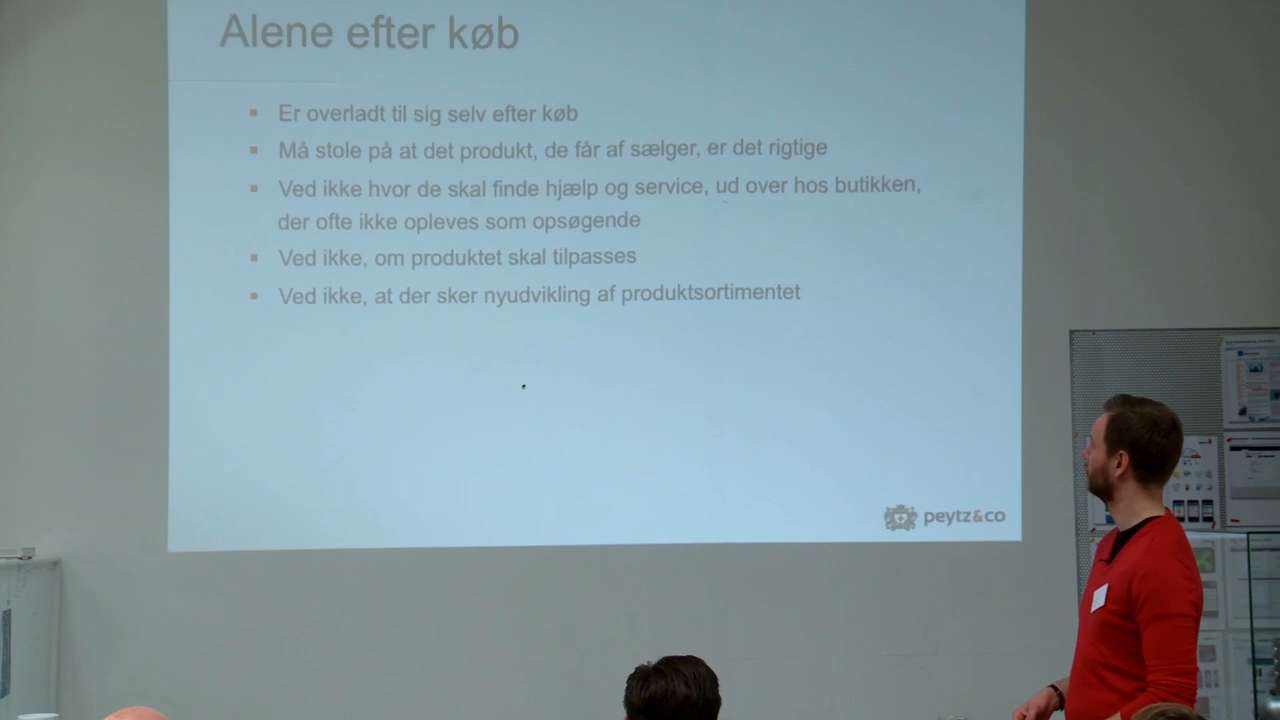 Alene efter køb
Er overladt til sig selv efter køb
Må stole på at det produkt, de får af sælger, er det rigtige
Ved ikke hvor de skal finde hjælp og service, ud over hos butikken,
der ofte ikke opleves som opsøgende
Ved ikke, om produktet skal tilpasses
Ved ikke, at der sker nyudvikling af produktsortimentet
peytz&co